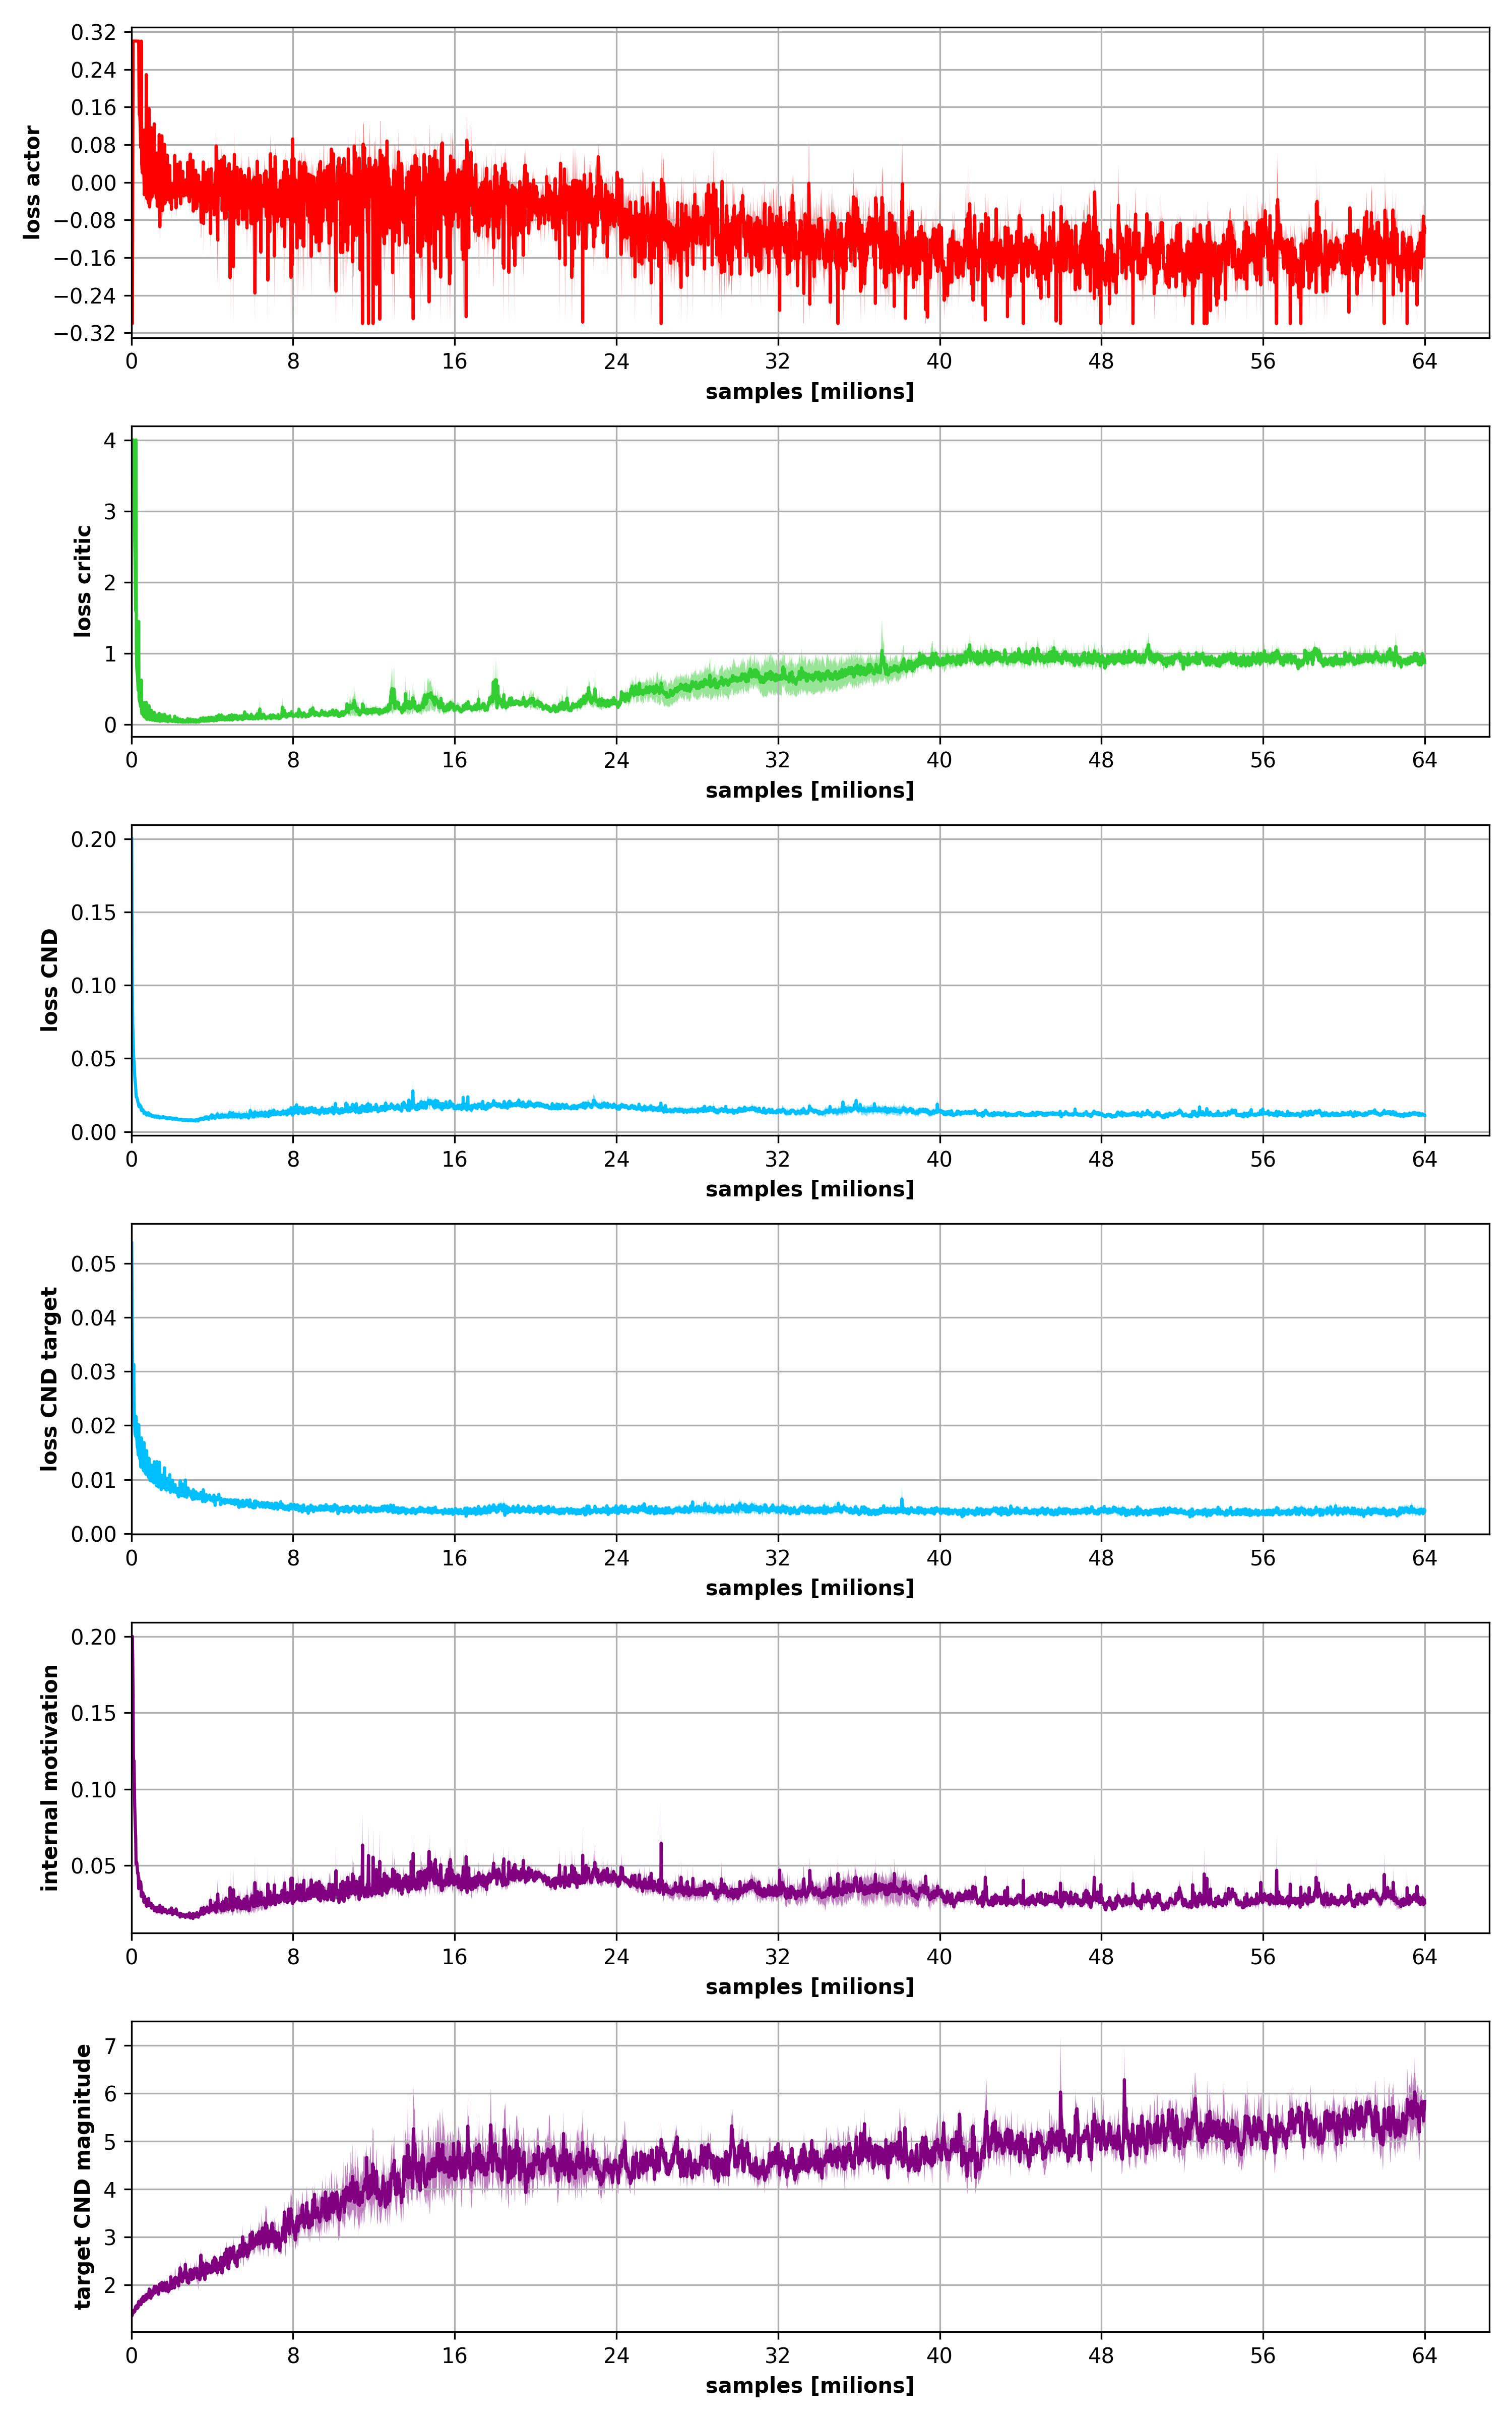 loss actor
0.32
0.24
0.16
0.08
0.00
−0.08
−0.16
−0.24
−0.32
0 8 16 24 32 40 48 56 64
samples [milions]
loss critic
4
3
2
1
0
0 8 16 24 32 40 48 56 64
samples [milions]
loss CND
0.20
0.15
0.10
0.05
0.00
0 8 16 24 32 40 48 56 64
samples [milions]
loss CND target
0.05
0.04
0.03
0.02
0.01
0.00
0 8 16 24 32 40 48 56 64
samples [milions]
internal motivation
0.20
0.15
0.10
0.05
0 8 16 24 32 40 48 56 64
samples [milions]
target CND magnitude
7
6
5
4
3
2
0 8 16 24 32 40 48 56 64
samples [milions]